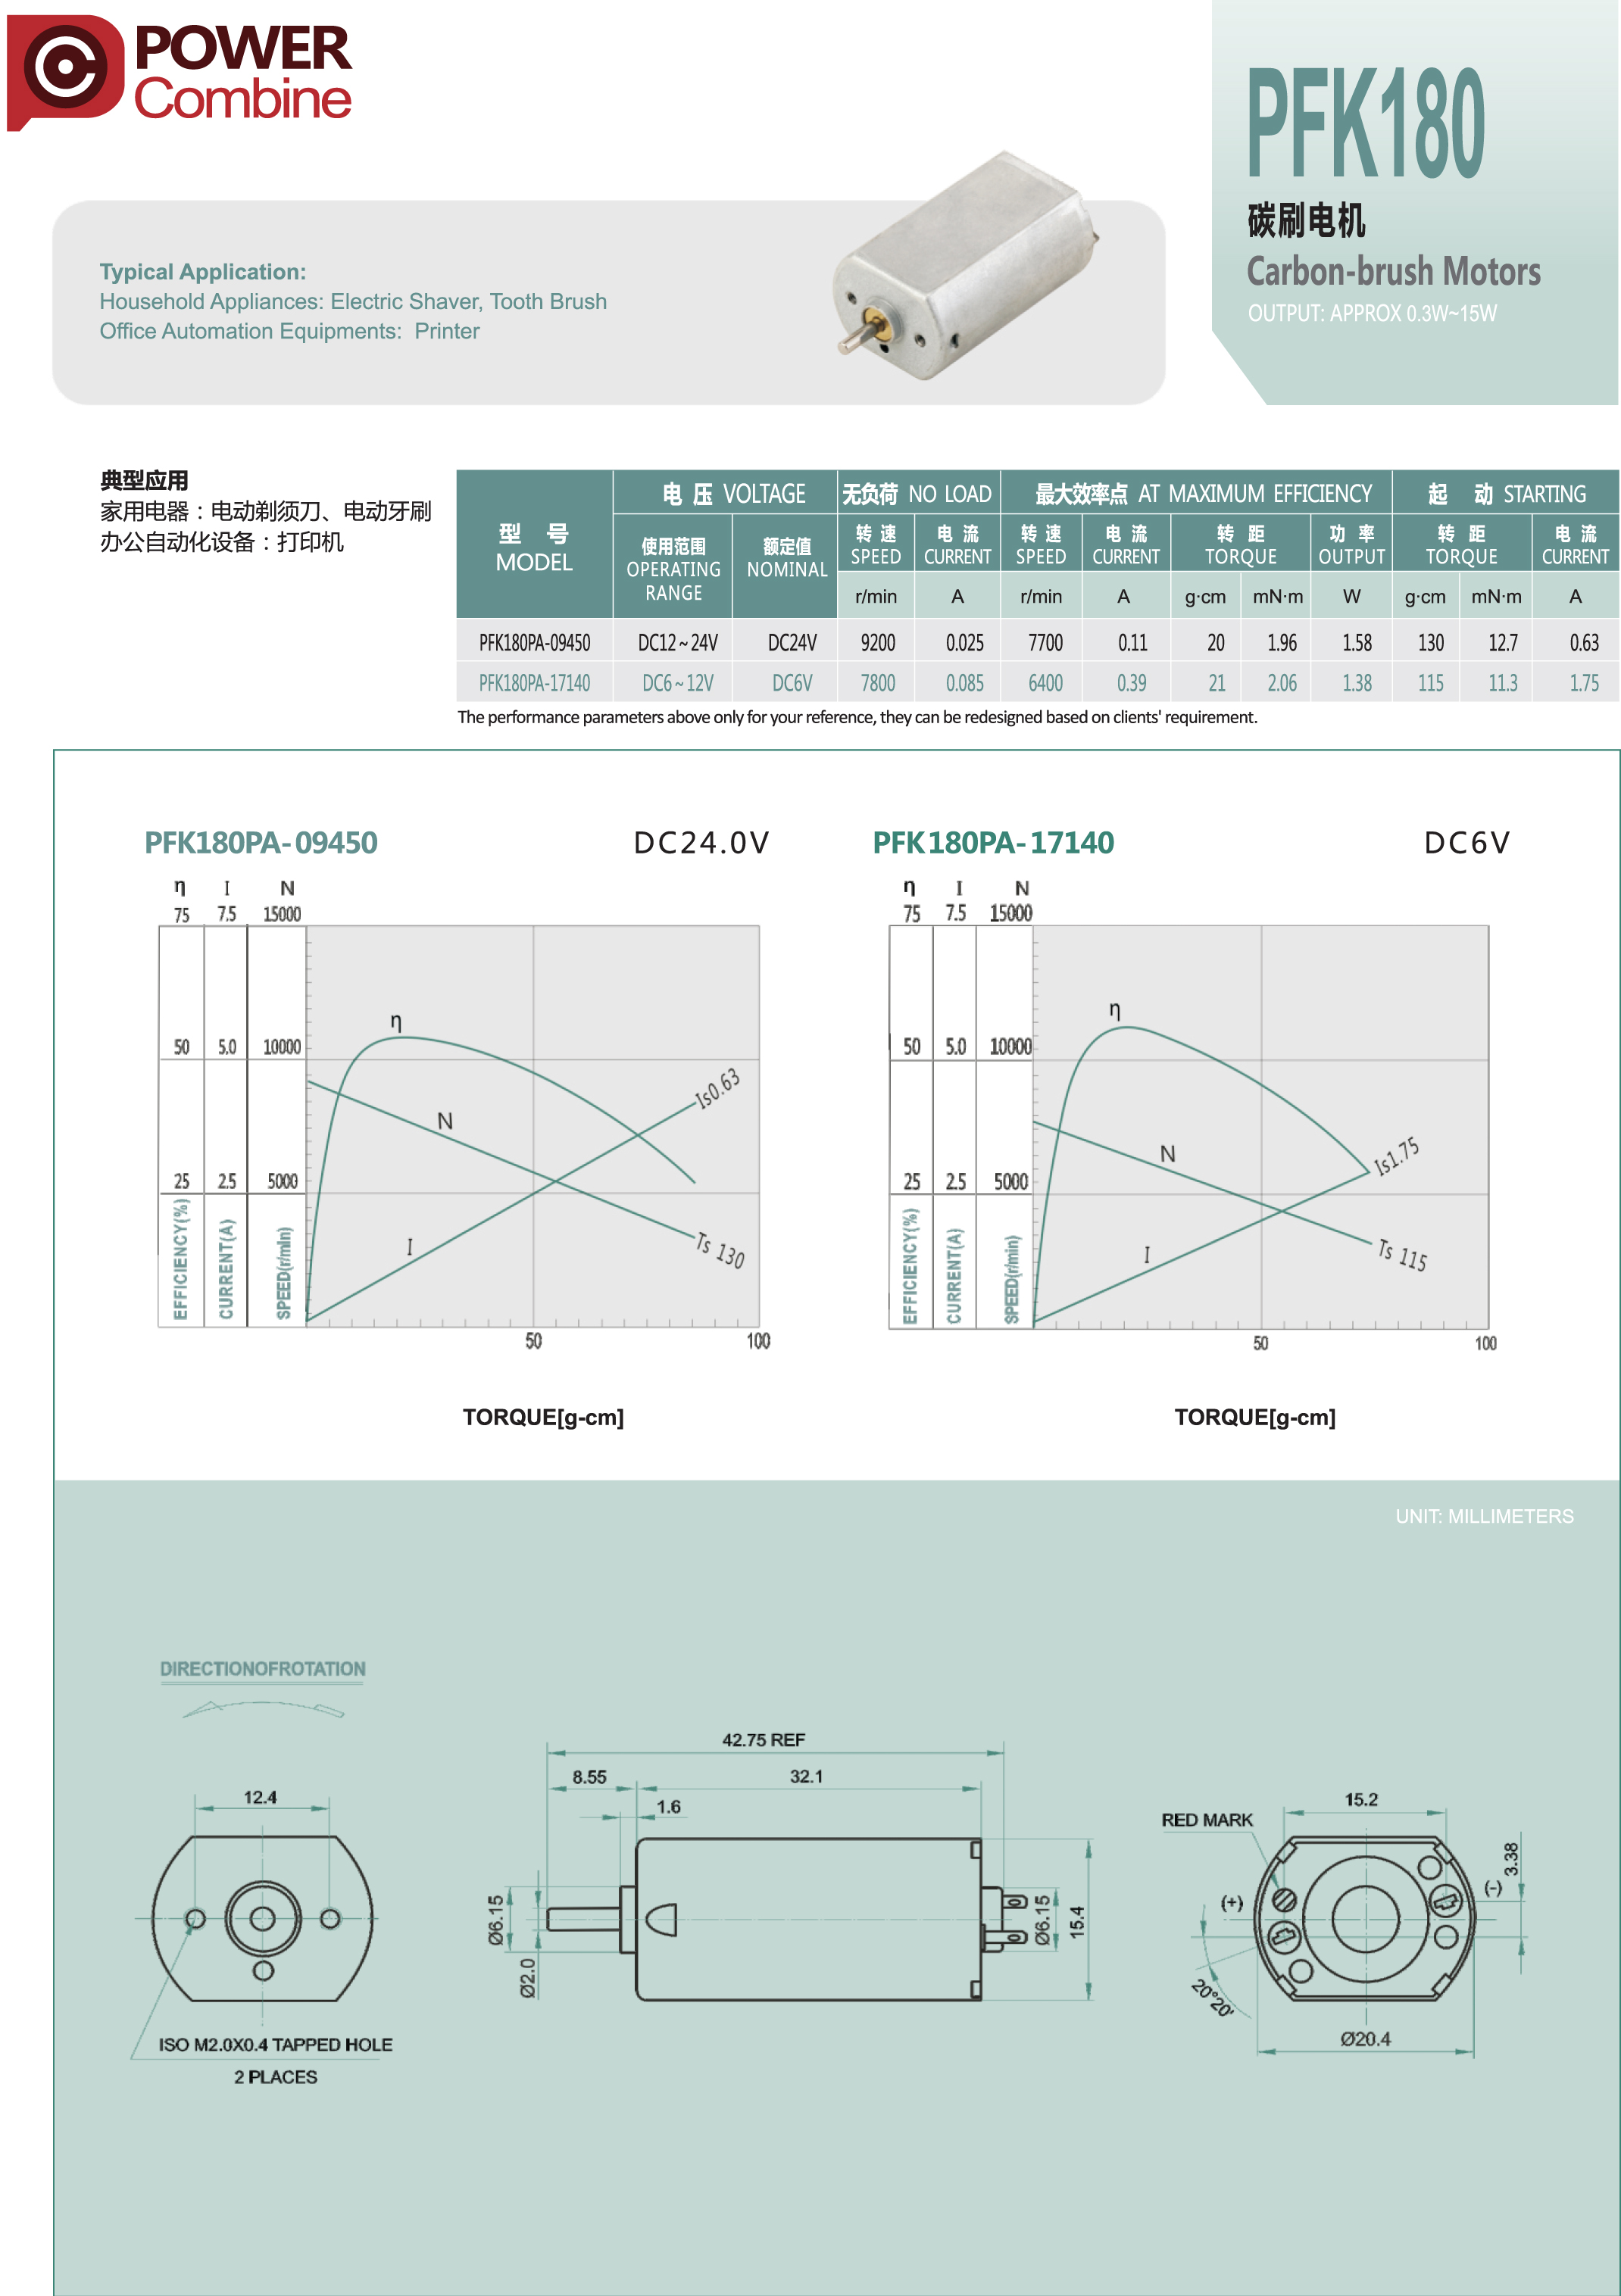 POWER
Combine
PFK180
碳刷电机
Carbon-brush Motors
OUTPUT: APPROX 0.3W~15W
Typical Application:
Household Appliances: Electric Shaver, Tooth Brush
Office Automation Equipments: Printer
典型应用
家用电器：电动剃须刀、电动牙刷
办公自动化设备：打印机
型 号 MODEL 电 压 VOLTAGE 无负荷 NO LOAD 最大效率点 AT MAXIMUM EFFICIENCY 起 动 STARTING
使用范围 OPERATING RANGE 额定值 NOMINAL 转 速 SPEED 电 流 CURRENT 转 速 SPEED 电 流 CURRENT 转 距 TORQUE 功 率 OUTPUT 转 距 TORQUE 电 流 CURRENT
r/min A r/min A g·cm mN·m W g·cm mN·m A
PFK180PA-09450 DC12~24V DC24V 9200 0.025 7700 0.11 20 1.96 1.58 130 12.7 0.63
PFK180PA-17140 DC6~12V DC6V 7800 0.085 6400 0.39 21 2.06 1.38 115 11.3 1.75
The performance parameters above only for your reference, they can be redesigned based on clients' requirement.
PFK180PA-09450 DC24.0V
η I N
75 7.5 15000
η
50 5.0 10000
Is0.63
N
25 2.5 5000
EFFICIENCY(%) CURRENT(A) SPEED(r/min)
I
Ts 130
50 100
TORQUE[g-cm]
PFK180PA-17140 DC6V
η I N
75 7.5 15000
η
50 5.0 10000
N
Is1.75
25 2.5 5000
EFFICIENCY(%) CURRENT(A) SPEED(r/min)
I
Ts 115
50 100
TORQUE[g-cm]
UNIT: MILLIMETERS
DIRECTIONOFROTATION
12.4
ISO M2.0X0.4 TAPPED HOLE
2 PLACES
42.75 REF
8.55 32.1
1.6
Ø6.15
Ø2.0
Ø6.15
15.4
15.2
RED MARK
3.38
(+)
(-)
20°20'
Ø20.4